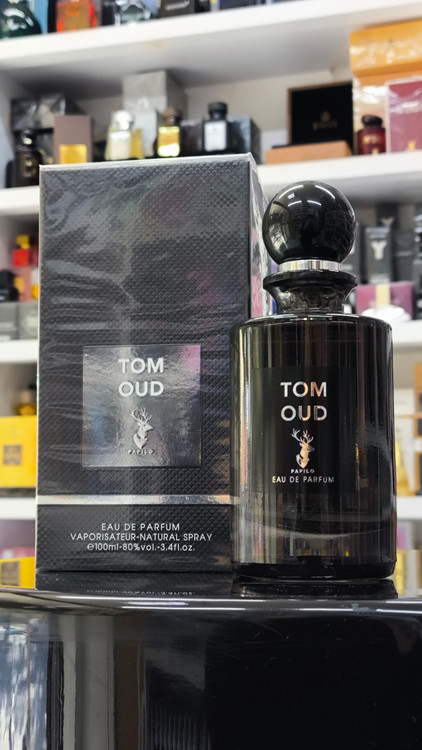 TOM
OUD
PAPILO
EAU DE PARFUM
VAPORISATEUR-NATURAL SPRAY
℮100ml-80%vol.-3.4fl.oz.
TOM
OUD
PAPILO
EAU DE PARFUM